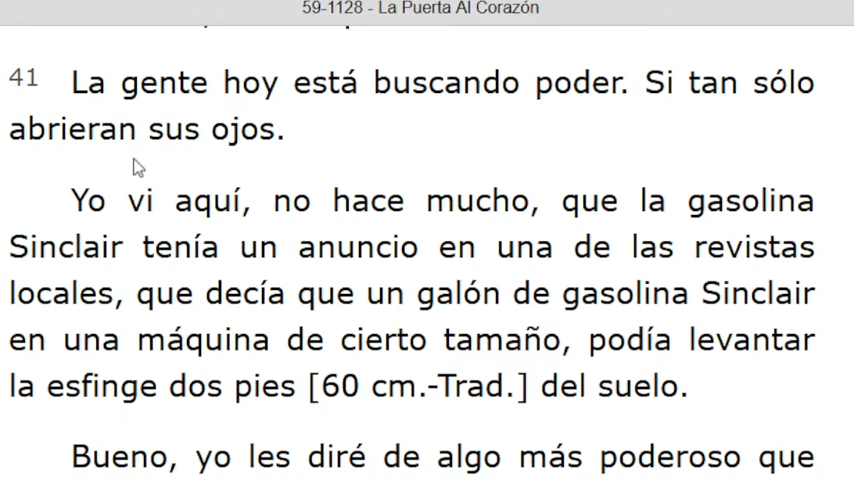 59-1128 - La Puerta Al Corazón
41 La gente hoy está buscando poder. Si tan sólo
abrieran sus ojos.
Yo vi aquí, no hace mucho, que la gasolina
Sinclair tenía un anuncio en una de las revistas
locales, que decía que un galón de gasolina Sinclair
en una máquina de cierto tamaño, podía levantar
la esfinge dos pies [60 cm.-Trad.] del suelo.
Bueno, yo les diré de algo más poderoso que